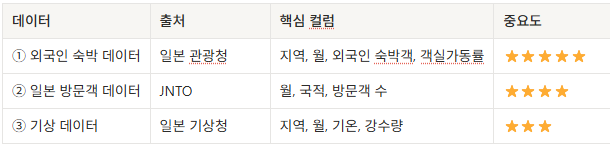 데이터 출처 핵심 컬럼 중요도
① 외국인 숙박 데이터 일본 관광청 지역, 월, 외국인 숙박객, 객실가동률 ★★★★★
② 일본 방문객 데이터 JNTO 월, 국적, 방문객 수 ★★★★
③ 기상 데이터 일본 기상청 지역, 월, 기온, 강수량 ★★★